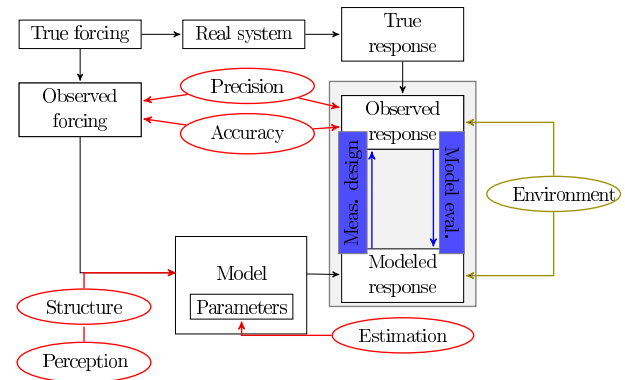 True forcing
Real system
True
response
Observed
forcing
Precision
Accuracy
Observed
response
Meas. design
Model eval.
Environment
Modeled
response
Model
Parameters
Structure
Perception
Estimation